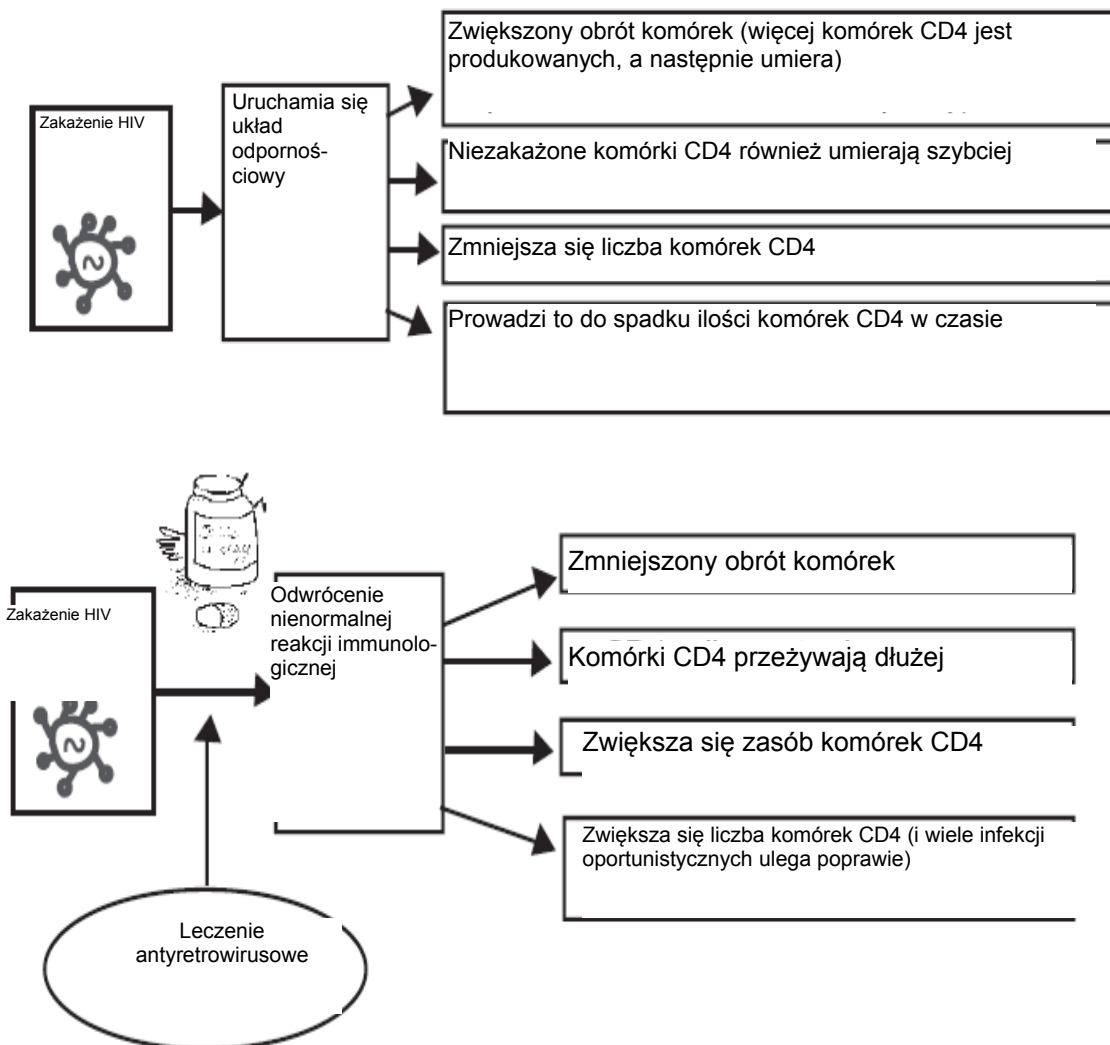 Zwiększony obrót komórek (więcej komórek CD4 jest
produkowanych, a następnie umiera)
Zakażenie HIV
Uruchamia się
układ
odpornoś-
ciowy
Niezakażone komórki CD4 również umierają szybciej
Zmniejsza się liczba komórek CD4
Prowadzi to do spadku ilości komórek CD4 w czasie
Zakażenie HIV
Odwrócenie
nienormalnej
reakcji immunolo-
gicznej
Zmniejszony obrót komórek
Komórki CD4 przeżywają dłużej
Zwiększa się zasób komórek CD4
Zwiększa się liczba komórek CD4 (i wiele infekcji
oportunistycznych ulega poprawie)
Leczenie
antyretrowirusowe